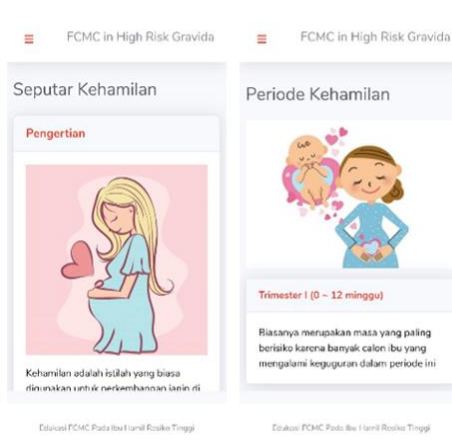 FCMC in High Risk Gravida
Seputar Kehamilan
Pengertian
Kehamilan adalah istilah yang biasa
digunakan untuk perkembangan janin di
Edukasi FCMC Pada Ibu Hamil Resiko Tinggi
FCMC in High Risk Gravida
Periode Kehamilan
Trimester I (0 – 12 minggu)
Biasanya merupakan masa yang paling
berisiko karena banyak calon ibu yang
mengalami keguguran dalam periode ini
Edukasi FCMC Pada Ibu Hamil Resiko Tinggi